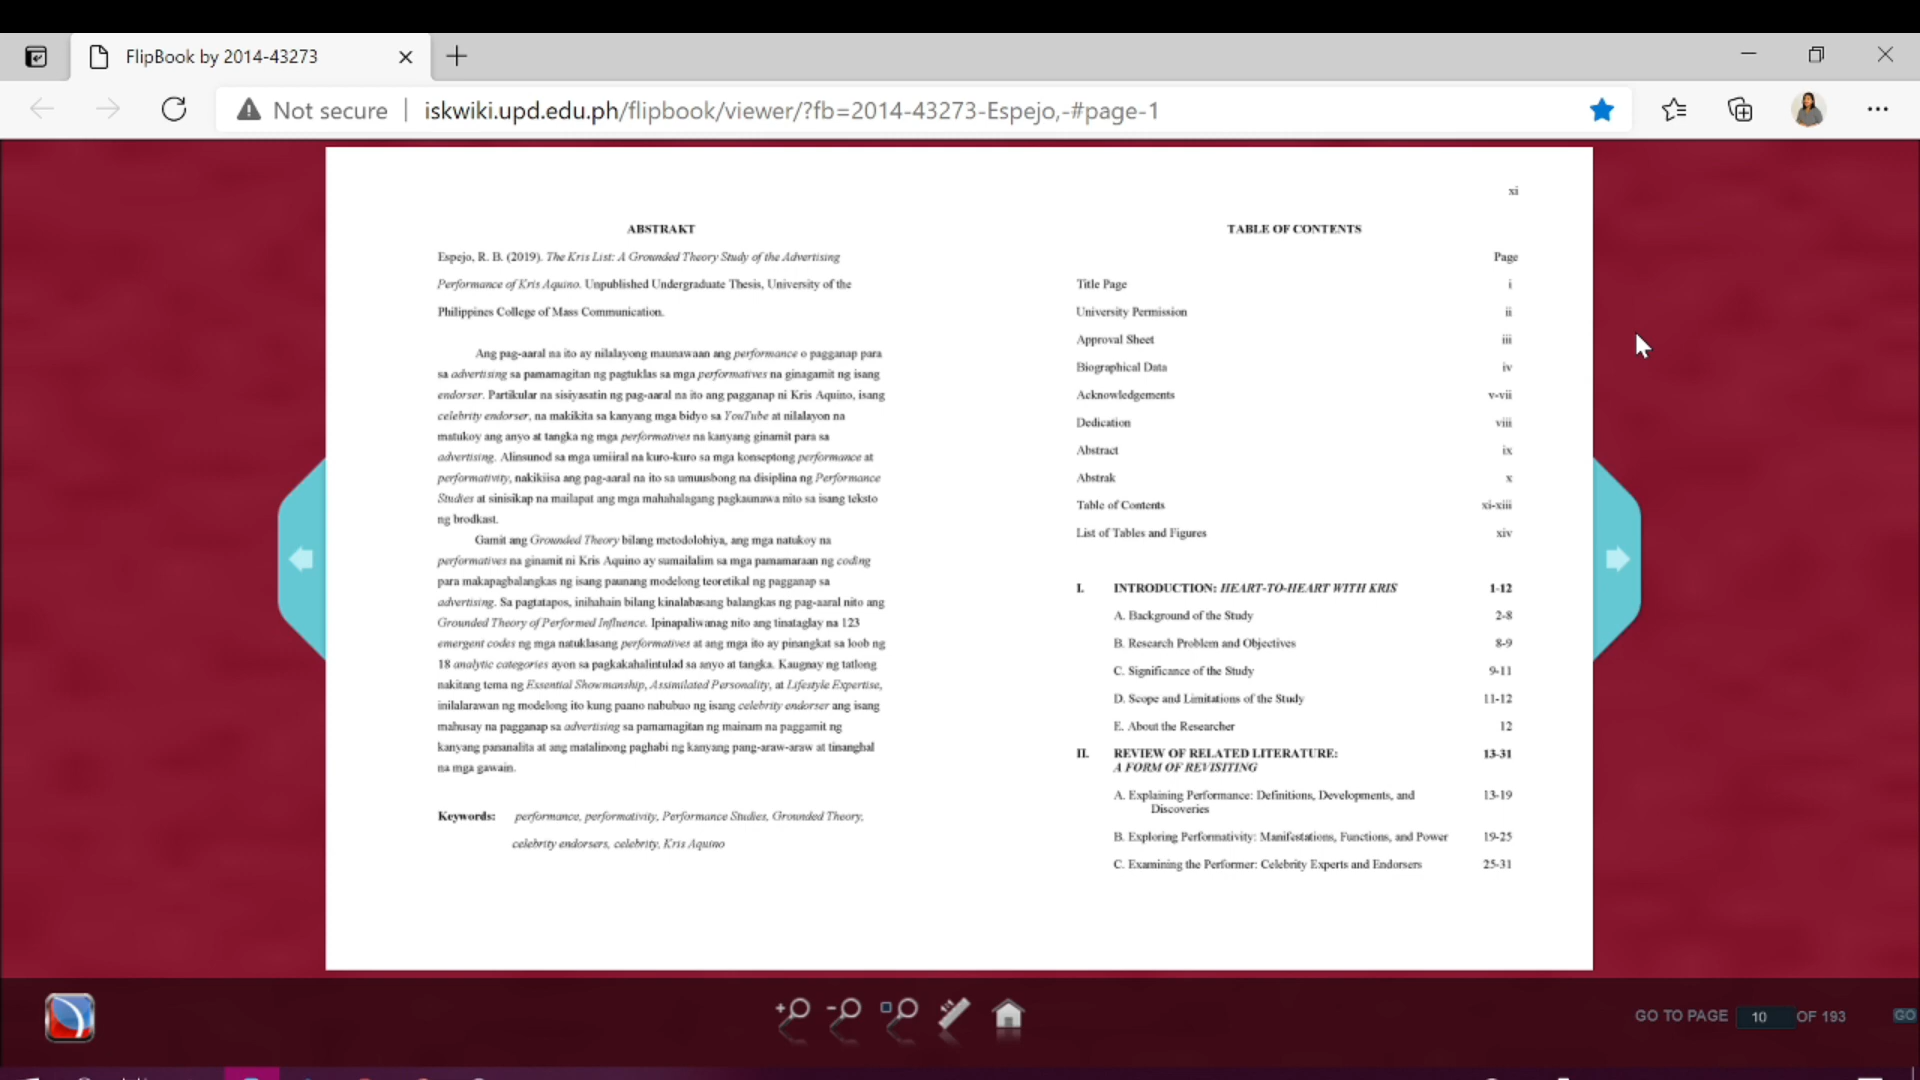 FlipBook by 2014-43273
Not secure
iskwiki.upd.edu.ph/flipbook/viewer/?fb=2014-43273-Espejo,-#page-1
ABSTRAKT
Espejo, R. B. (2019). The Kris List: A Grounded Theory Study of the Advertising
Performance of Kris Aquino. Unpublished Undergraduate Thesis, University of the
Philippines College of Mass Communication.
Ang pag-aaral na ito ay nilalayong maunawaan ang performance o pagganap para
sa advertising sa pamamagitan ng pagtuklas sa mga performatives na ginagamit ng isang
endorser. Partikular na sisiyasatin ng pag-aaral na ito ang pagganap ni Kris Aquino, isang
celebrity endorser, na makikita sa kanyang mga bidyo sa YouTube at nilalayon na
matukoy ang anyo at tangka ng mga performatives na kanyang ginamit para sa
advertising. Alinsunod sa mga umiiral na kuro-kuro sa mga konseptong performance at
performativity, nakikiisa ang pag-aaral na ito sa umuusbong na disiplina ng Performance
Studies at sinisikap na mailapat ang mga mahahalagang pagkaunawa nito sa isang teksto
ng brodkast.
Gamit ang Grounded Theory bilang metodolohiya, ang mga natukoy na
performatives na ginamit ni Kris Aquino ay sumailalim sa mga pamamaraan ng coding
para makapagbalangkas ng isang paunang modelong teoretikal ng pagganap sa
advertising. Sa pagtatapos, inihahain bilang kinalabasang balangkas ng pag-aaral nito ang
Grounded Theory of Performed Influence. Ipinapaliwanag nito ang tinataglay na 123
emergent codes ng mga natuklasang performatives at ang mga ito ay pinangkat sa loob ng
18 analytic categories ayon sa pagkakahalintulad sa anyo at tangka. Kaugnay ng tatlong
nakitang tema ng Essential Showmanship, Assimilated Personality, at Lifestyle Expertise,
inilalarawan ng modelong ito kung paano nabubuo ng isang celebrity endorser ang isang
mahusay na pagganap sa advertising sa pamamagitan ng mainam na paggamit ng
kanyang pananalita at ang matalinong paghabi ng kanyang pang-araw-araw at tinanghal
na mga gawain.
Keywords: performance, performativity, Performance Studies, Grounded Theory,
celebrity endorsers, celebrity, Kris Aquino
xi
TABLE OF CONTENTS
Page
Title Page i
University Permission ii
Approval Sheet iii
Biographical Data iv
Acknowledgements v-vii
Dedication viii
Abstract ix
Abstrak x
Table of Contents xi-xiii
List of Tables and Figures xiv
I. INTRODUCTION: HEART-TO-HEART WITH KRIS 1-12
A. Background of the Study 2-8
B. Research Problem and Objectives 8-9
C. Significance of the Study 9-11
D. Scope and Limitations of the Study 11-12
E. About the Researcher 12
II. REVIEW OF RELATED LITERATURE: 13-31
A FORM OF REVISITING
A. Explaining Performance: Definitions, Developments, and 13-19
Discoveries
B. Exploring Performativity: Manifestations, Functions, and Power 19-25
C. Examining the Performer: Celebrity Experts and Endorsers 25-31
GO TO PAGE 10 OF 193 GO